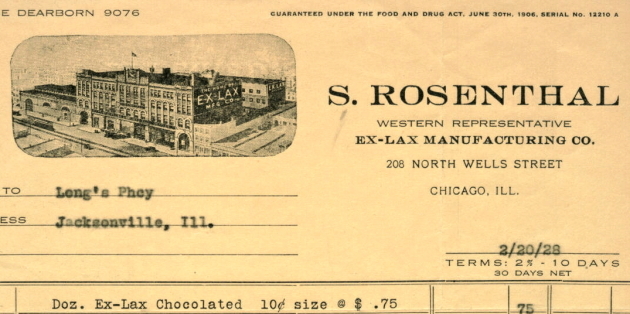 E DEARBORN 9076
GUARANTEED UNDER THE FOOD AND DRUG ACT, JUNE 30TH, 1906, SERIAL No. 12210 A
EX-LAX
MFG CO.
S. ROSENTHAL
WESTERN REPRESENTATIVE
EX-LAX MANUFACTURING CO.
208 NORTH WELLS STREET
CHICAGO, ILL.
TO Long's Phcy
ESS Jacksonville, Ill.
2/20/28
TERMS: 2% - 10 DAYS
30 DAYS NET
Doz. Ex-Lax Chocolated 10¢ size @ $ .75 75